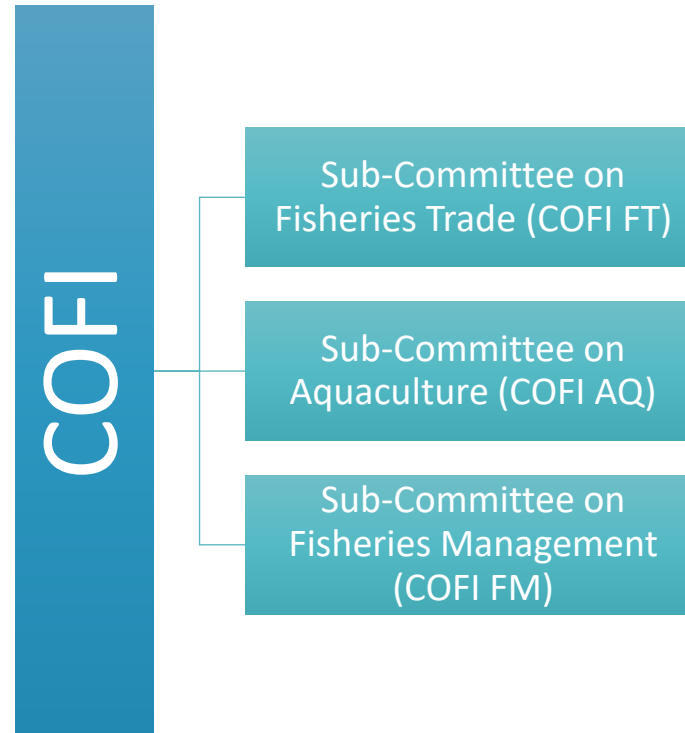 COFI
Sub-Committee on
Fisheries Trade (COFI FT)
Sub-Committee on
Aquaculture (COFI AQ)
Sub-Committee on
Fisheries Management
(COFI FM)